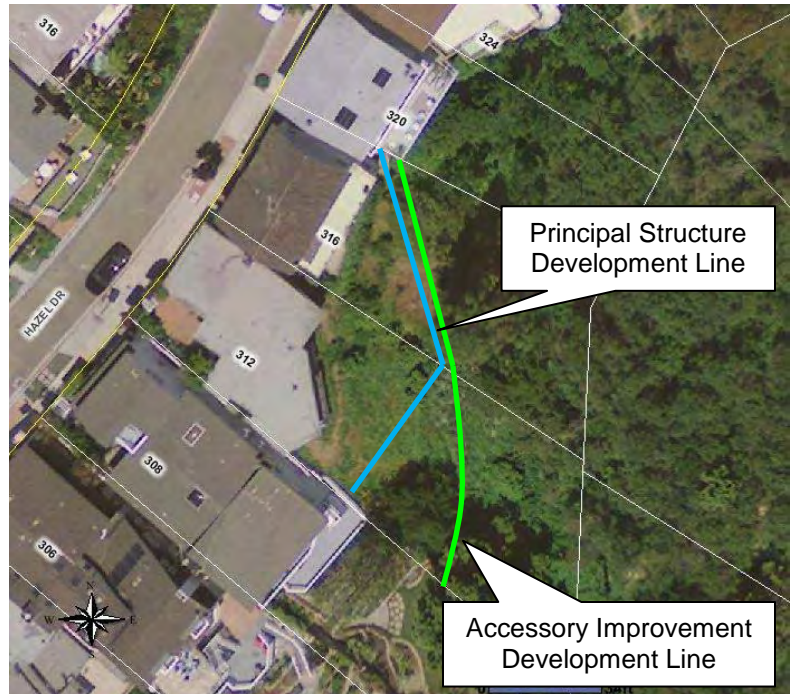 316
324
320
Principal Structure
Development Line
316
HAZEL DR
312
308
306
N
W E
S
Accessory Improvement
Development Line